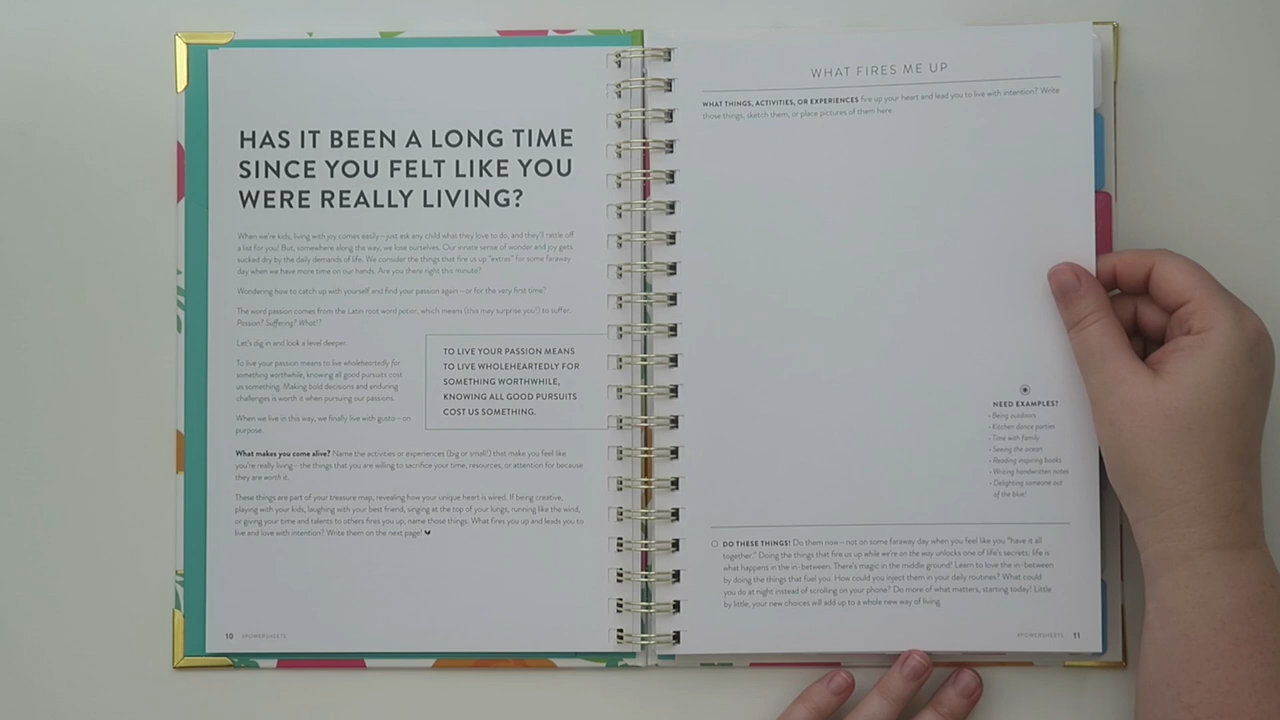 HAS IT BEEN A LONG TIME
SINCE YOU FELT LIKE YOU
WERE REALLY LIVING?
When we're kids, living with joy comes easily—just ask any child what they love to do, and they'll rattle off
a list for you! But, somewhere along the way, we lose ourselves. Our innate sense of wonder and joy gets
sucked dry by the daily demands of life. We consider the things that fire us up "extras" for some faraway
day when we have more time on our hands. Are you there right this minute?
Wondering how to catch up with yourself and find your passion again—or for the very first time?
The word passion comes from the Latin root word potior, which means (this may surprise you!) to suffer.
Passion? Suffering? What!?
Let's dig in and look a level deeper.
To live your passion means to live wholeheartedly for
something worthwhile, knowing all good pursuits cost
us something. Making bold decisions and enduring
challenges is worth it when pursuing our passions.
When we live in this way, we finally live with gusto—on
purpose.
TO LIVE YOUR PASSION MEANS
TO LIVE WHOLEHEARTEDLY FOR
SOMETHING WORTHWHILE,
KNOWING ALL GOOD PURSUITS
COST US SOMETHING.
What makes you come alive? Name the activities or experiences (big or small!) that make you feel like
you're really living—the things that you are willing to sacrifice your time, resources, or attention for because
they are worth it.
These things are part of your treasure map, revealing how your unique heart is wired. If being creative,
playing with your kids, laughing with your best friend, singing at the top of your lungs, running like the wind,
or giving your time and talents to others fires you up, name those things. What fires you up and leads you to
live and love with intention? Write them on the next page!
10 #POWERSHEETS
WHAT FIRES ME UP
WHAT THINGS, ACTIVITIES, OR EXPERIENCES fire up your heart and lead you to live with intention? Write
those things, sketch them, or place pictures of them here.
NEED EXAMPLES?
• Being outdoors
• Kitchen dance parties
• Time with family
• Seeing the ocean
• Reading inspiring books
• Writing handwritten notes
• Delighting someone out
of the blue!
DO THESE THINGS! Do them now—not on some faraway day when you feel like you "have it all
together." Doing the things that fire us up while we're on the way unlocks one of life's secrets: life is
what happens in the in-between. There's magic in the middle ground! Learn to love the in-between
by doing the things that fuel you. How could you inject them in your daily routines? What could
you do at night instead of scrolling on your phone? Do more of what matters, starting today! Little
by little, your new choices will add up to a whole new way of living.
#POWERSHEETS 11